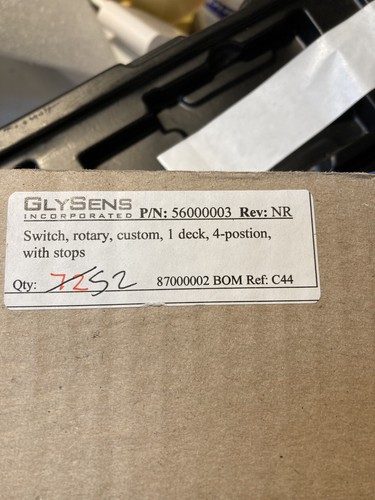 GLYSENS
INCORPORATED P/N: 56000003 Rev: NR
Switch, rotary, custom, 1 deck, 4-postion,
with stops
Qty: 72 52 87000002 BOM Ref: C44